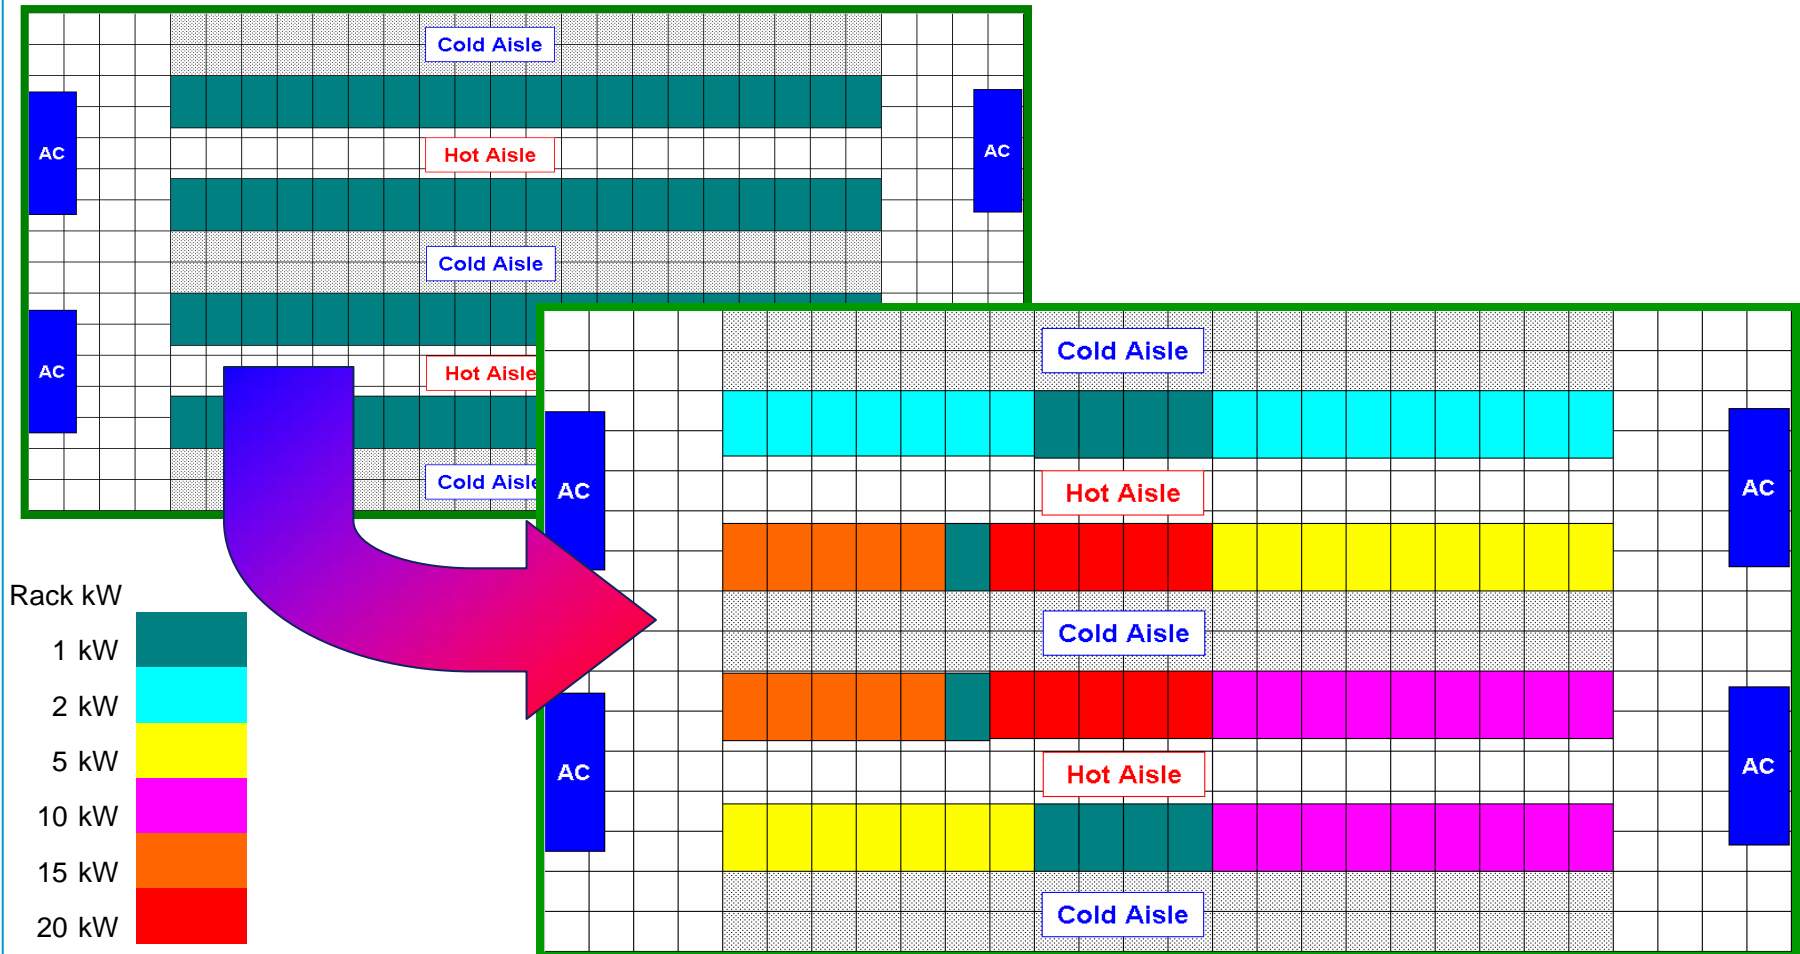 Cold Aisle
AC
AC
Hot Aisle
Cold Aisle
AC
Hot Aisle
Cold Aisle
Cold Aisle
AC
AC
Hot Aisle
Cold Aisle
AC
AC
Hot Aisle
Cold Aisle
Rack kW
1 kW
2 kW
5 kW
10 kW
15 kW
20 kW